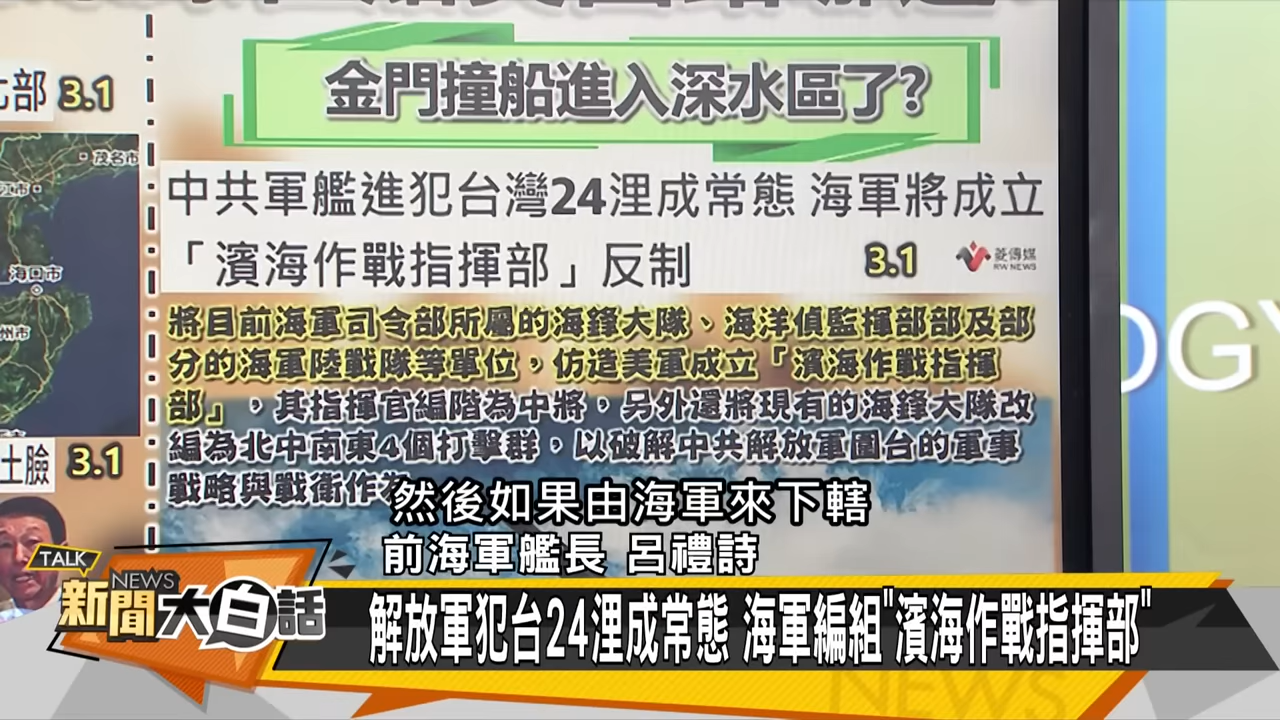 金門撞船進入深水區了?
北部 3.1
茂名市
江市
海口市
州市
中共軍艦進犯台灣24浬成常態 海軍將成立
「濱海作戰指揮部」反制 3.1
菱傳媒
RW NEWS
將目前海軍司令部所屬的海鋒大隊、海洋偵監揮部部及部
分的海軍陸戰隊等單位，仿造美軍成立「濱海作戰指揮
部」，其指揮官編階為中將，另外還將現有的海鋒大隊改
編為北中南東4個打擊群，以破解中共解放軍圍台的軍事
戰略與戰術作為
土臉 3.1
OGY
然後如果由海軍來下轄
前海軍艦長 呂禮詩
TALK
NEWS
新聞大白話
解放軍犯台24浬成常態 海軍編組"濱海作戰指揮部"
NEWS